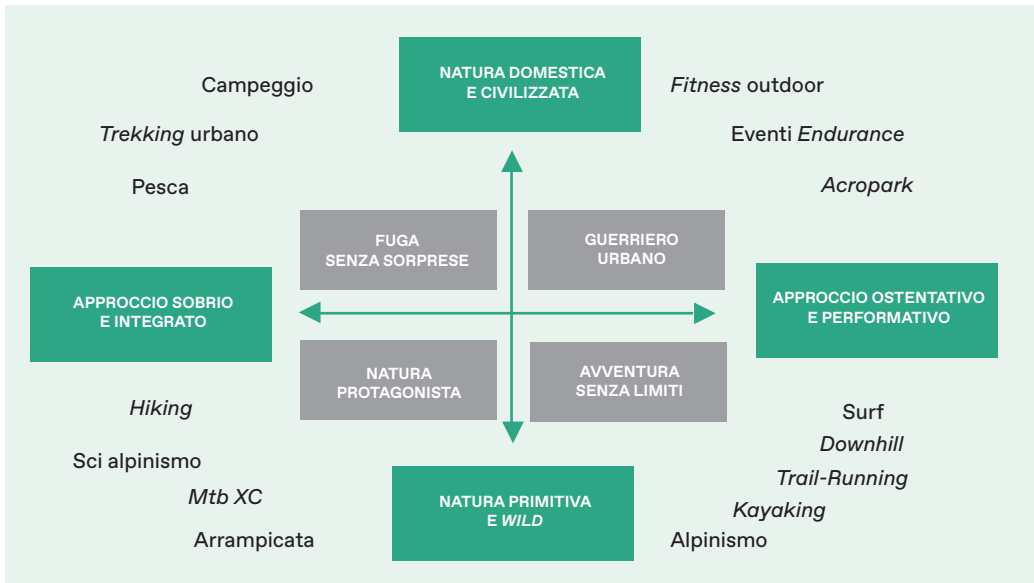 NATURA DOMESTICA
E CIVILIZZATA
Campeggio
Fitness outdoor
Trekking urbano
Eventi Endurance
Pesca
Acropark
FUGA
SENZA SORPRESE
GUERRIERO
URBANO
APPROCCIO SOBRIO
E INTEGRATO
APPROCCIO OSTENTATIVO
E PERFORMATIVO
NATURA
PROTAGONISTA
AVVENTURA
SENZA LIMITI
Hiking
Surf
Downhill
Sci alpinismo
Trail-Running
Mtb XC
Kayaking
NATURA PRIMITIVA
E WILD
Arrampicata
Alpinismo